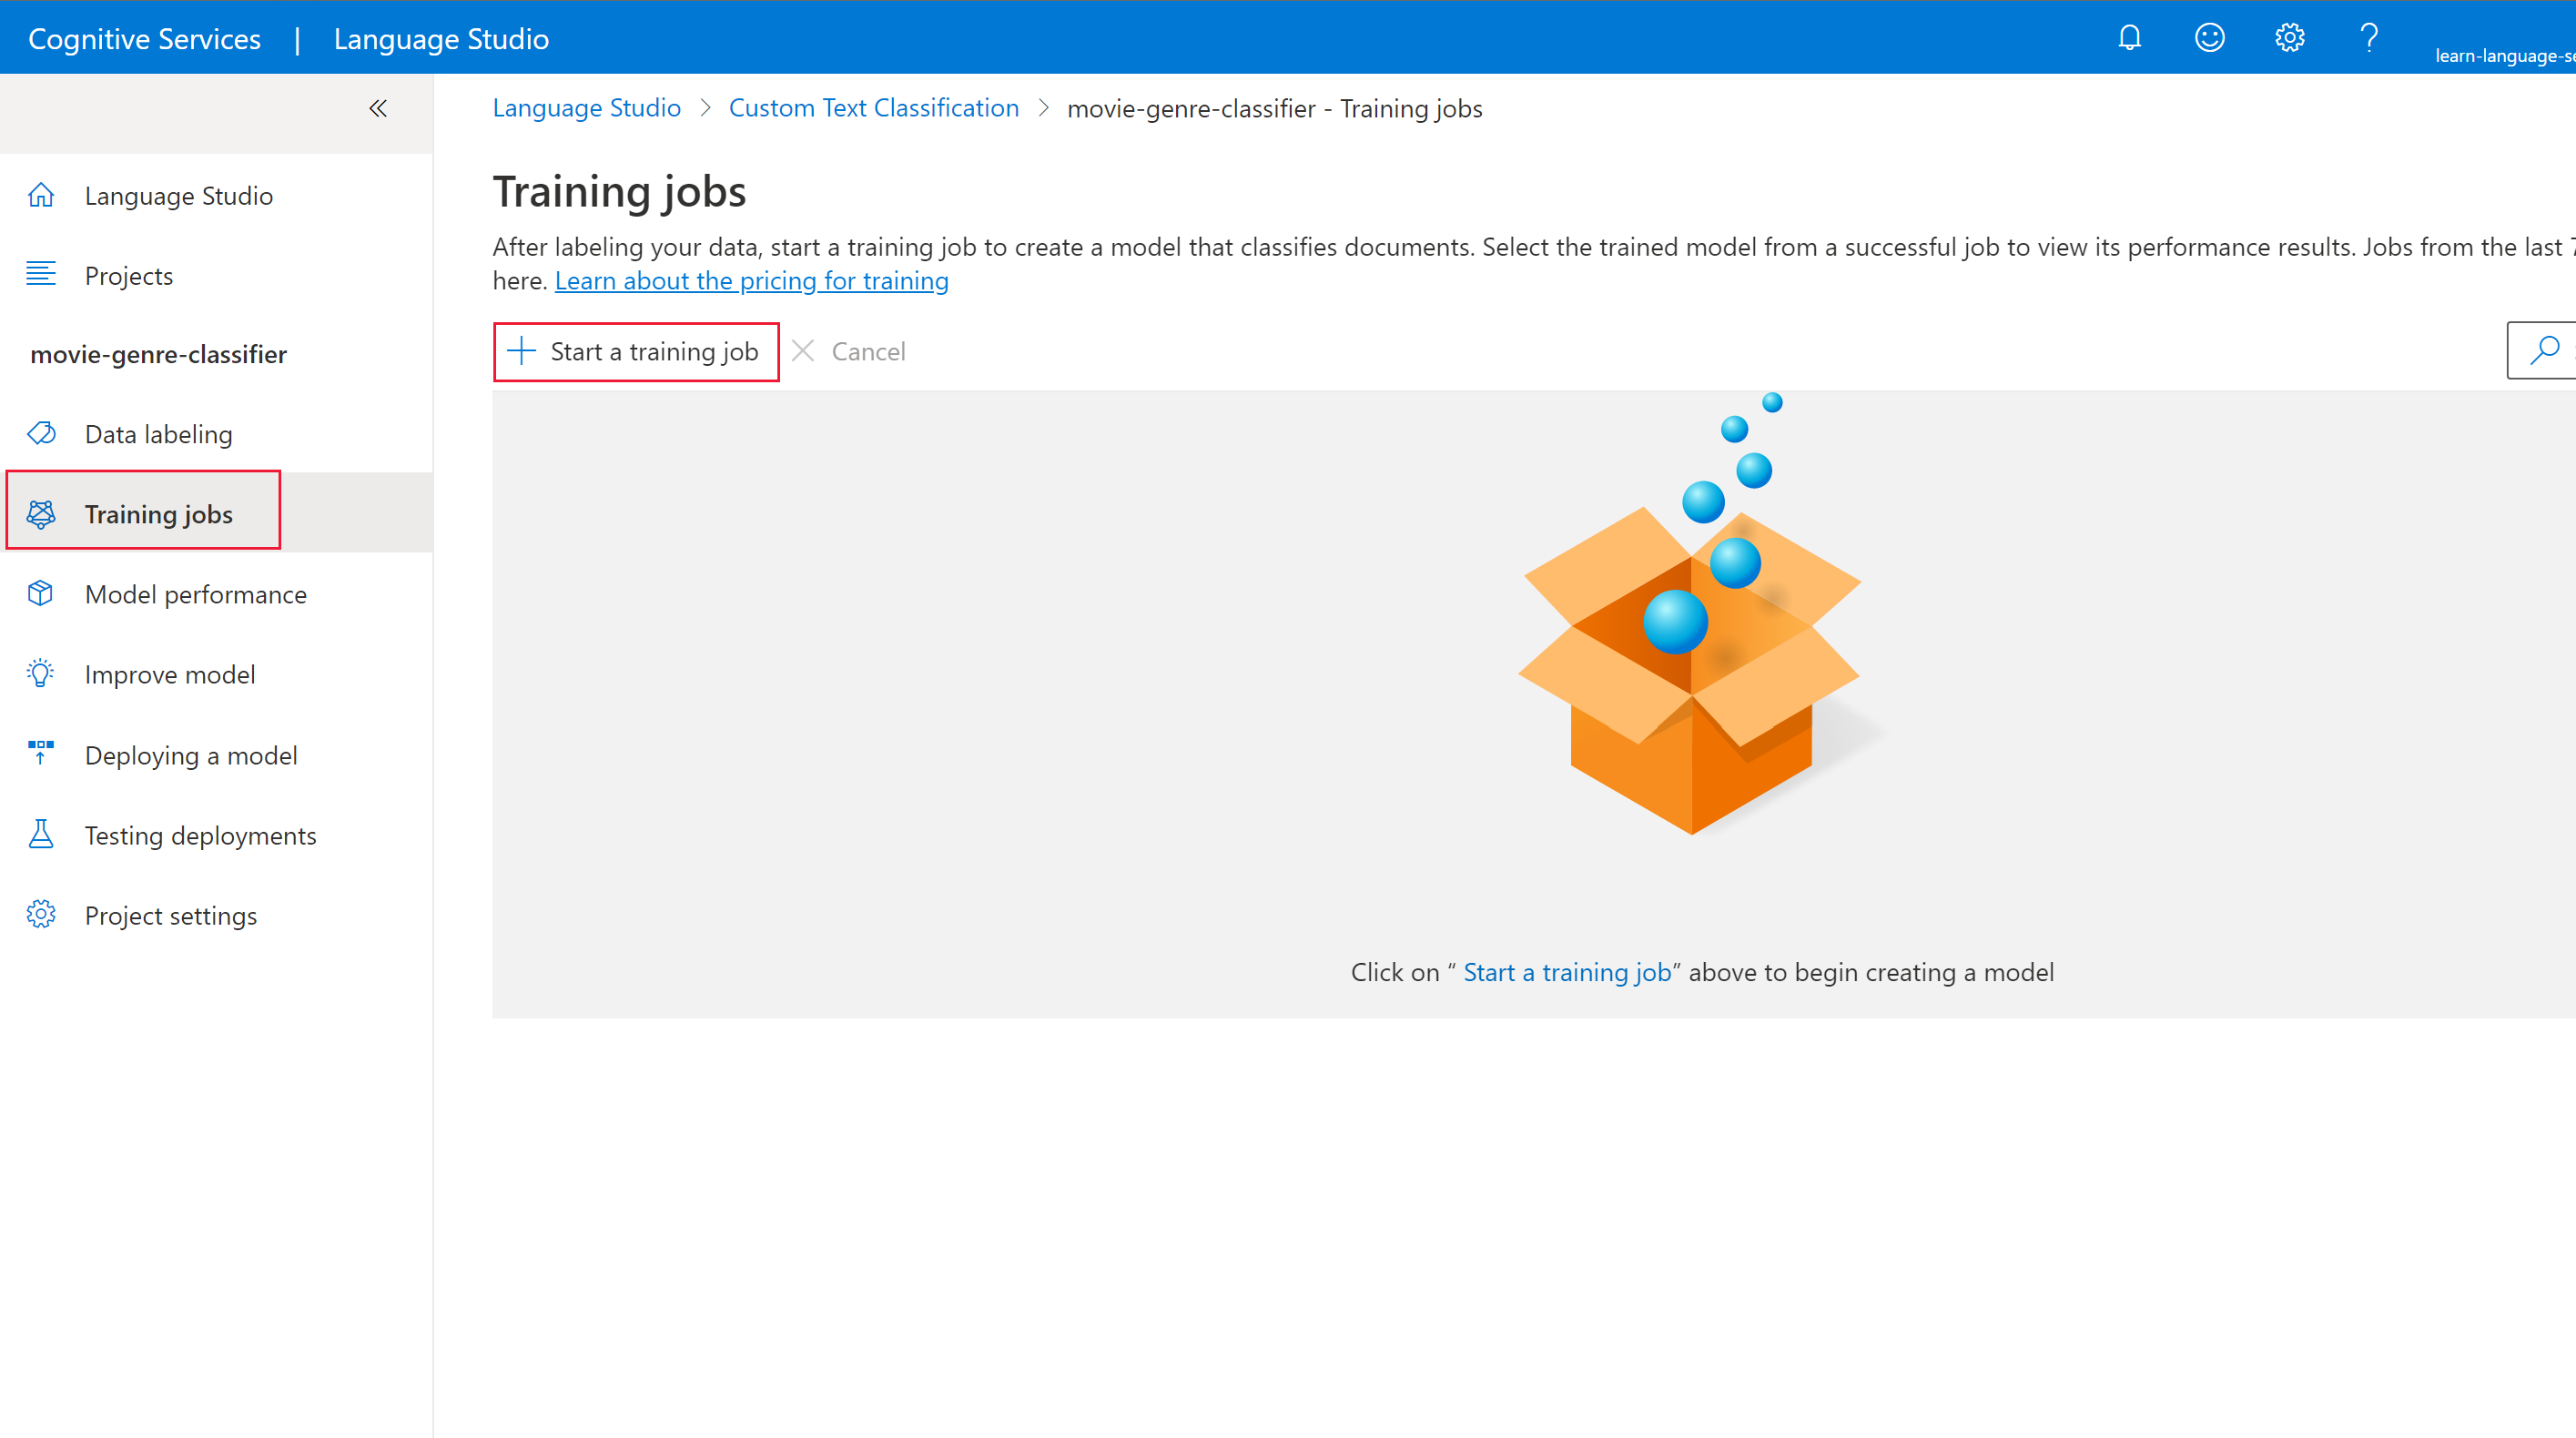 Cognitive Services | Language Studio
learn-language-se
Language Studio > Custom Text Classification > movie-genre-classifier - Training jobs
Language Studio
Projects
movie-genre-classifier
Data labeling
Training jobs
Model performance
Improve model
Deploying a model
Testing deployments
Project settings
Training jobs
After labeling your data, start a training job to create a model that classifies documents. Select the trained model from a successful job to view its performance results. Jobs from the last 7
here. Learn about the pricing for training
Start a training job
Cancel
Click on “ Start a training job” above to begin creating a model